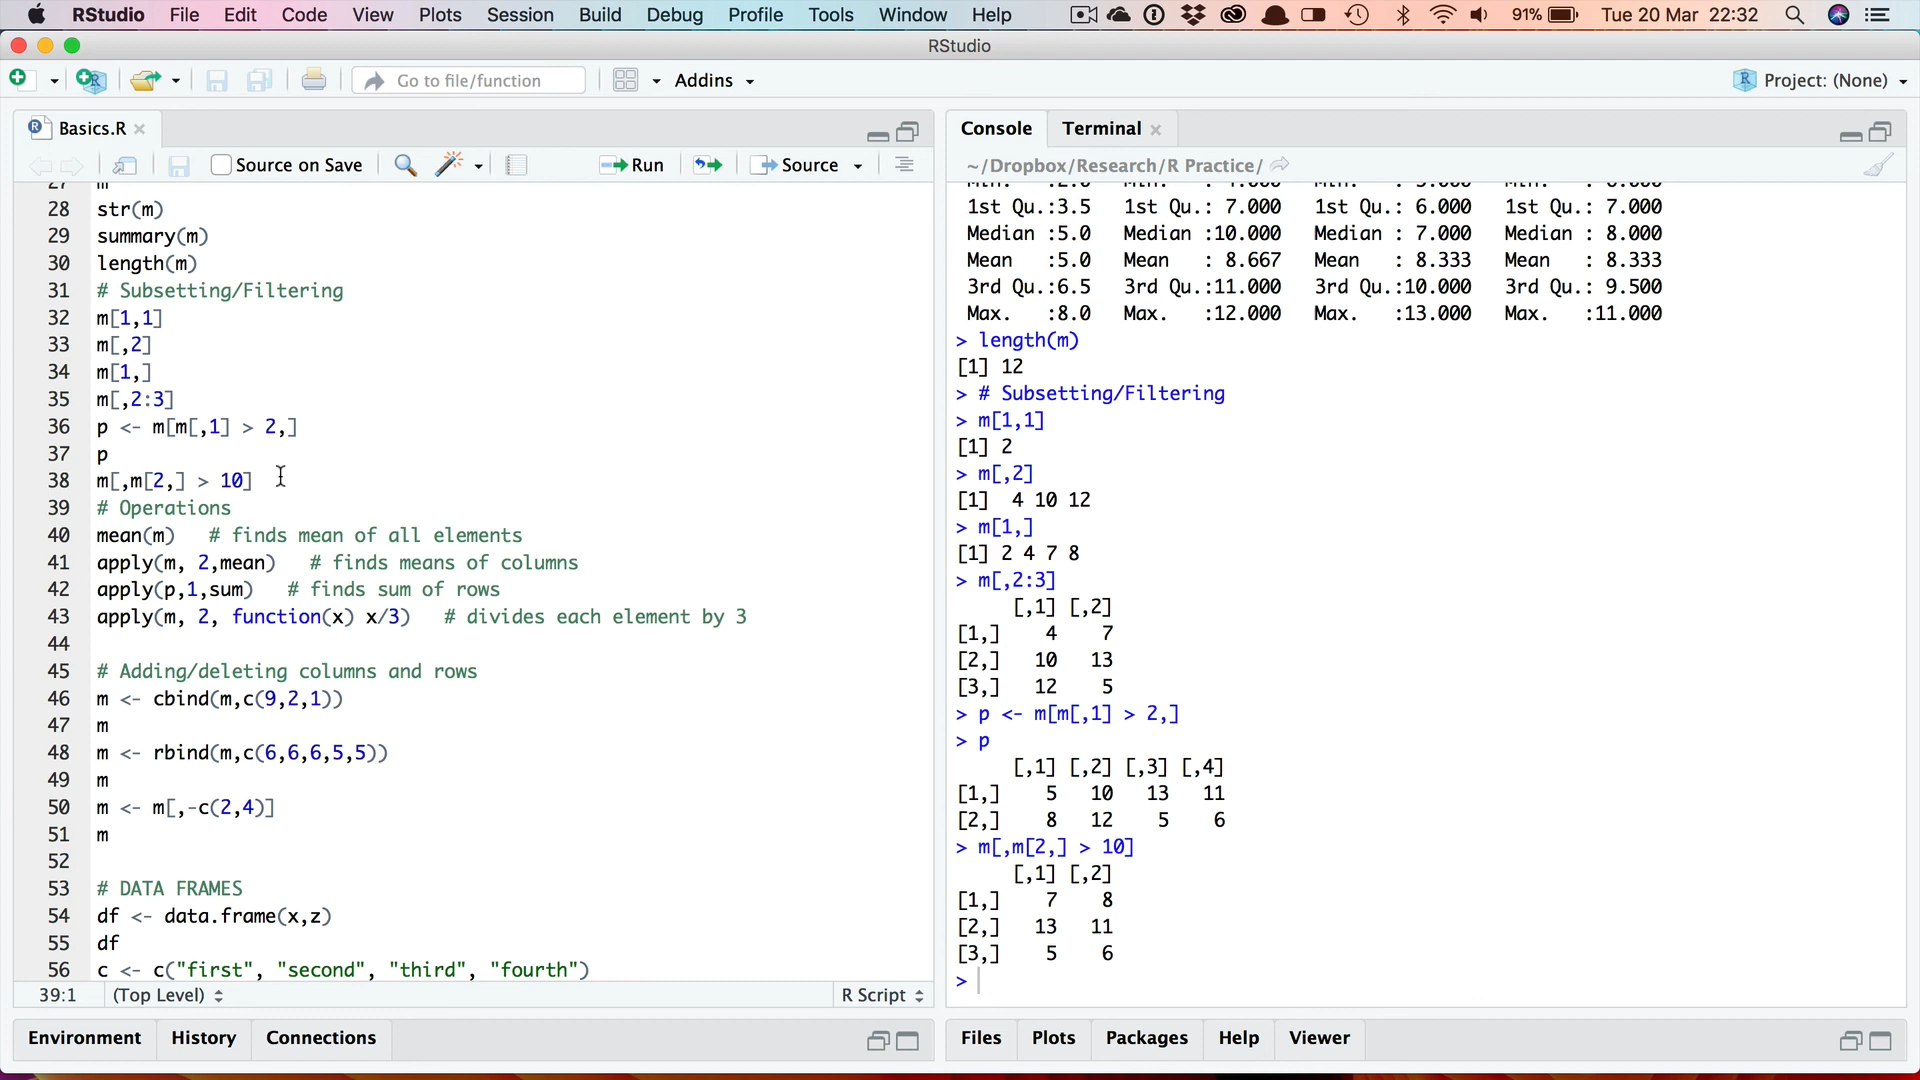 RStudio File Edit Code View Plots Session Build Debug Profile Tools Window Help 91% Tue 20 Mar 22:32
RStudio
Go to file/function Addins Project: (None)
Basics.R
Source on Save Run Source
27 m
28 str(m)
29 summary(m)
30 length(m)
31 # Subsetting/Filtering
32 m[1,1]
33 m[,2]
34 m[1,]
35 m[,2:3]
36 p <- m[m[,1] > 2,]
37 p
38 m[,m[2,] > 10]
39 # Operations
40 mean(m)   # finds mean of all elements
41 apply(m, 2,mean)   # finds means of columns
42 apply(p,1,sum)   # finds sum of rows
43 apply(m, 2, function(x) x/3)   # divides each element by 3
44
45 # Adding/deleting columns and rows
46 m <- cbind(m,c(9,2,1))
47 m
48 m <- rbind(m,c(6,6,6,5,5))
49 m
50 m <- m[,-c(2,4)]
51 m
52
53 # DATA FRAMES
54 df <- data.frame(x,z)
55 df
56 c <- c("first", "second", "third", "fourth")
39:1 (Top Level) R Script
Environment History Connections
Console Terminal
~/Dropbox/Research/R Practice/
1st Qu.:3.5   1st Qu.: 7.000   1st Qu.: 6.000   1st Qu.: 7.000
Median :5.0   Median :10.000   Median : 7.000   Median : 8.000
Mean   :5.0   Mean   : 8.667   Mean   : 8.333   Mean   : 8.333
3rd Qu.:6.5   3rd Qu.:11.000   3rd Qu.:10.000   3rd Qu.: 9.500
Max.   :8.0   Max.   :12.000   Max.   :13.000   Max.   :11.000
> length(m)
[1] 12
> # Subsetting/Filtering
> m[1,1]
[1] 2
> m[,2]
[1]  4 10 12
> m[1,]
[1] 2 4 7 8
> m[,2:3]
     [,1] [,2]
[1,]    4    7
[2,]   10   13
[3,]   12    5
> p <- m[m[,1] > 2,]
> p
     [,1] [,2] [,3] [,4]
[1,]    5   10   13   11
[2,]    8   12    5    6
> m[,m[2,] > 10]
     [,1] [,2]
[1,]    7    8
[2,]   13   11
[3,]    5    6
>
Files Plots Packages Help Viewer